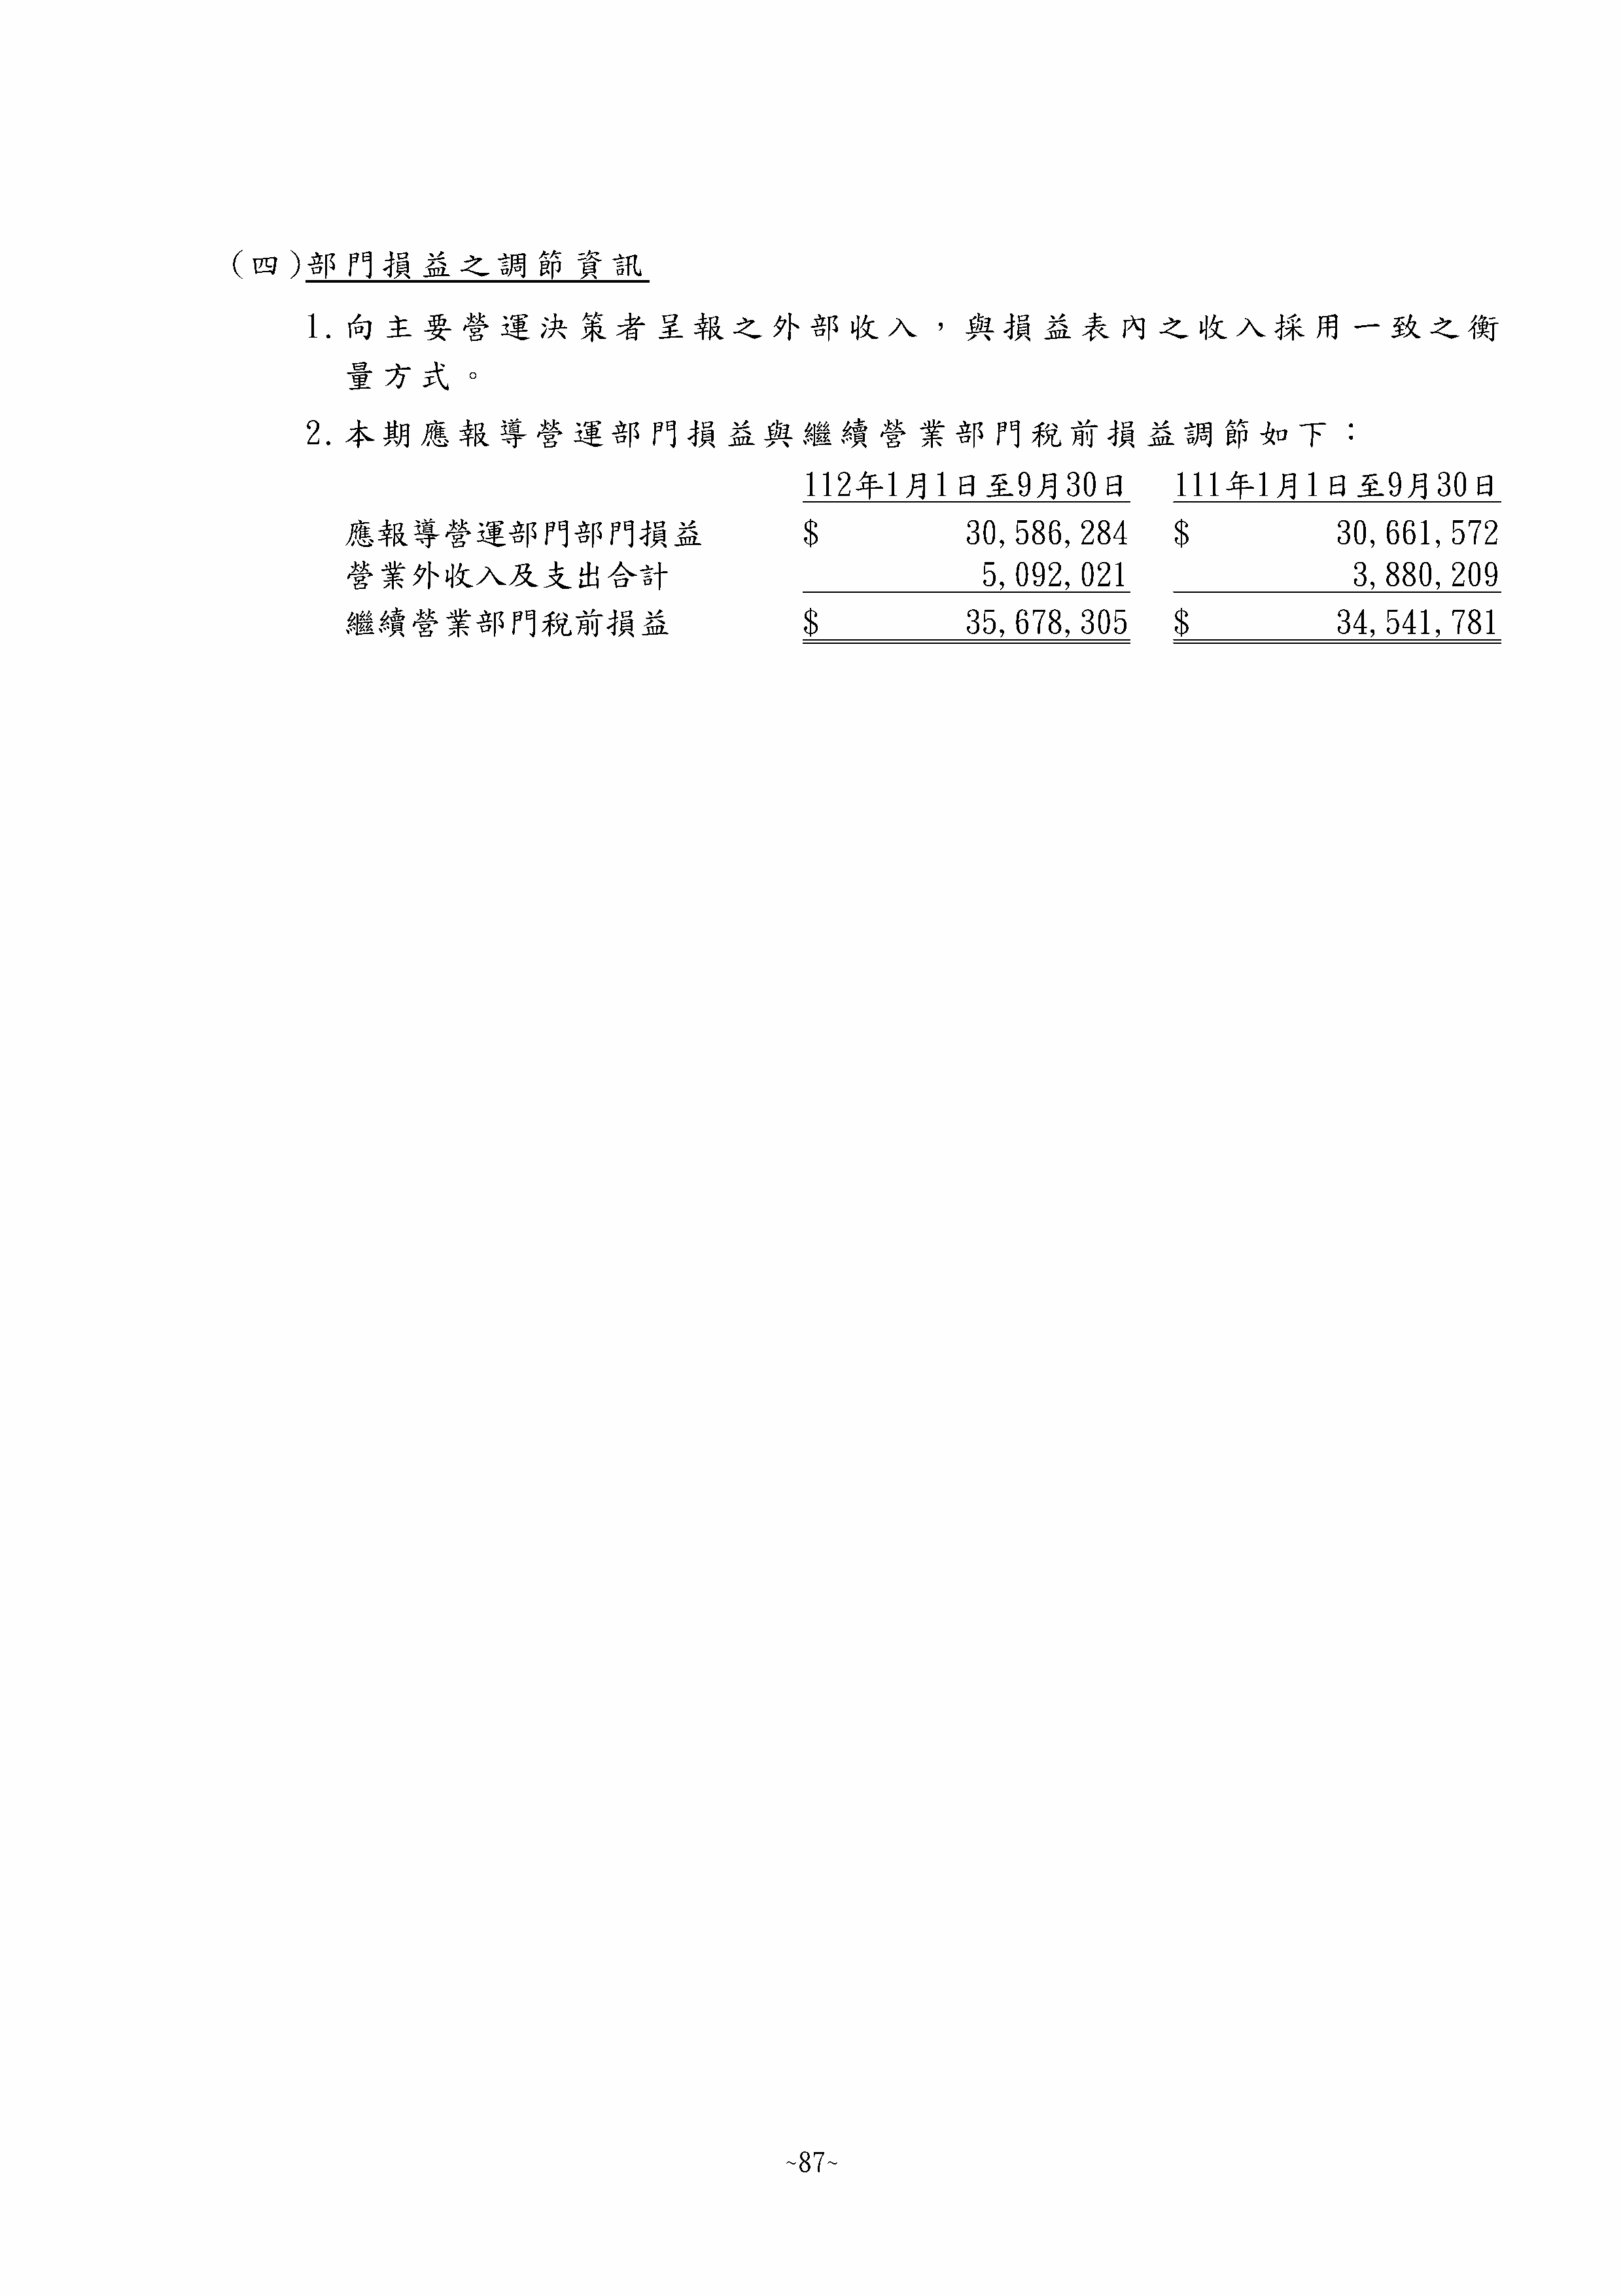 (四)部門損益之調節資訊
1.向主要營運決策者呈報之外部收入，與損益表內之收入採用一致之衡
量方式。
2.本期應報導營運部門損益與繼續營業部門稅前損益調節如下：
112年1月1日至9月30日 111年1月1日至9月30日
應報導營運部門部門損益 $ 30,586,284 $ 30,661,572
營業外收入及支出合計 5,092,021 3,880,209
繼續營業部門稅前損益 $ 35,678,305 $ 34,541,781
~87~